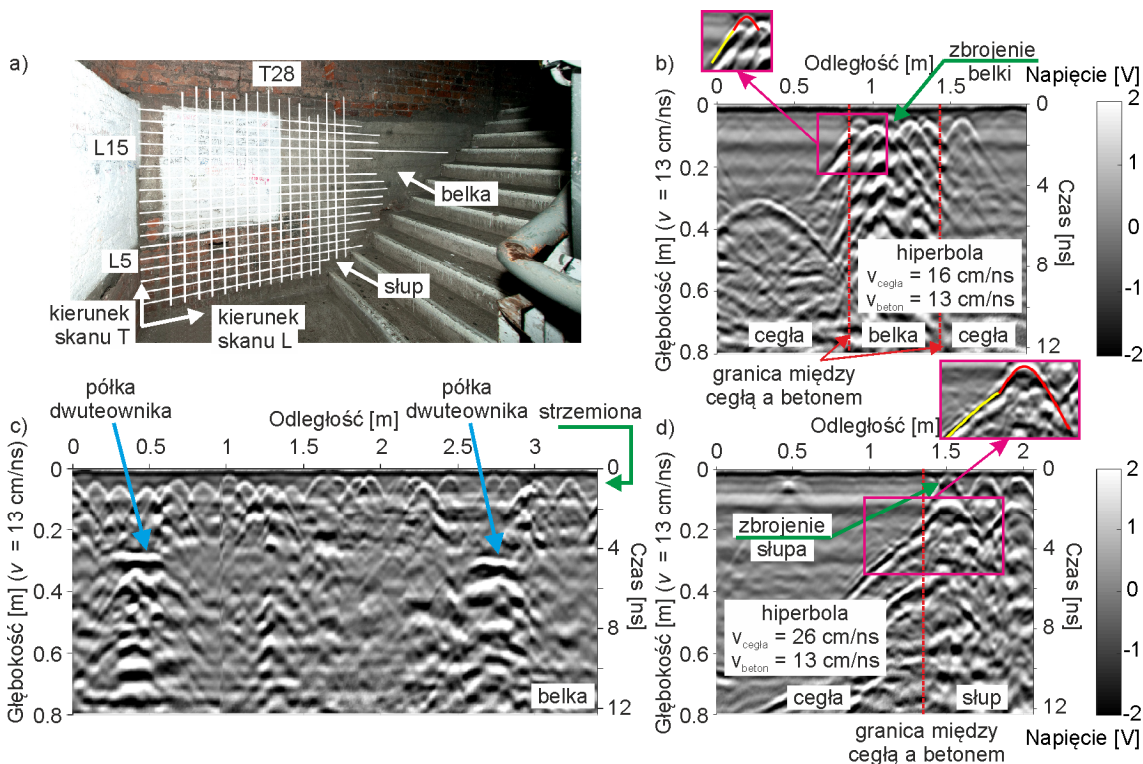 a)
T28
L15
L5
belka
słup
kierunek
skanu T
kierunek
skanu L
b)
Odległość [m]
zbrojenie
belki
Napięcie [V]
0 0.5 1 1.5
0
0.2
0.4
0.6
0.8
Głębokość [m] (v = 13 cm/ns)
0
4
8
12
Czas [ns]
2
1
0
-1
-2
hiperbola
v cegła = 16 cm/ns
v beton = 13 cm/ns
cegła
belka
cegła
granica między
cegłą a betonem
c)
półka
dwuteownika
Odległość [m]
półka
dwuteownika
strzemiona
0 0.5 1 1.5 2 2.5 3
0
0.2
0.4
0.6
0.8
Głębokość [m] (v = 13 cm/ns)
0
4
8
12
Czas [ns]
belka
d)
Odległość [m]
0 0.5 1 1.5 2
0
0.2
0.4
0.6
0.8
Głębokość [m] (v = 13 cm/ns)
0
4
8
12
Czas [ns]
zbrojenie
słupa
hiperbola
v cegła = 26 cm/ns
v beton = 13 cm/ns
cegła
słup
granica między
cegłą a betonem
2
1
0
-1
-2
Napięcie [V]